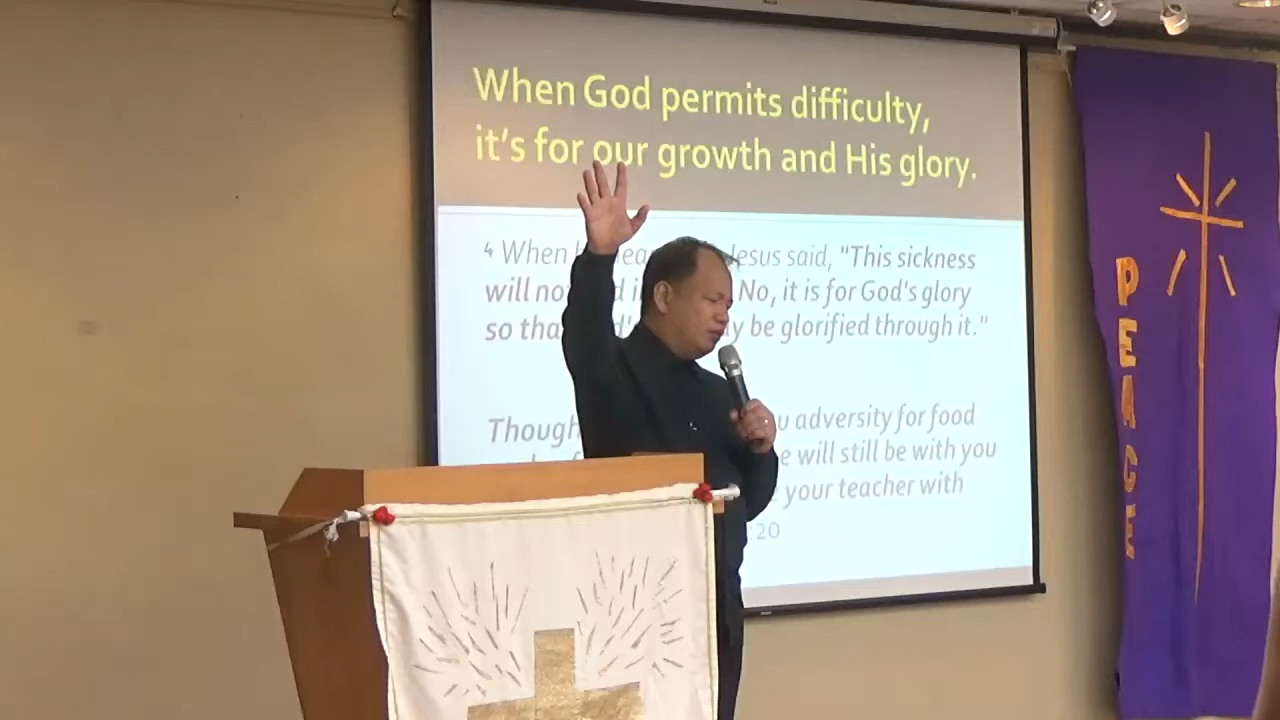 When God permits difficulty,
it's for our growth and His glory.
4 When Jesus said, "This sickness
will not No, it is for God's glory
so that be glorified through it."
Though adversity for food
will still be with you
your teacher with
:20
PEACE